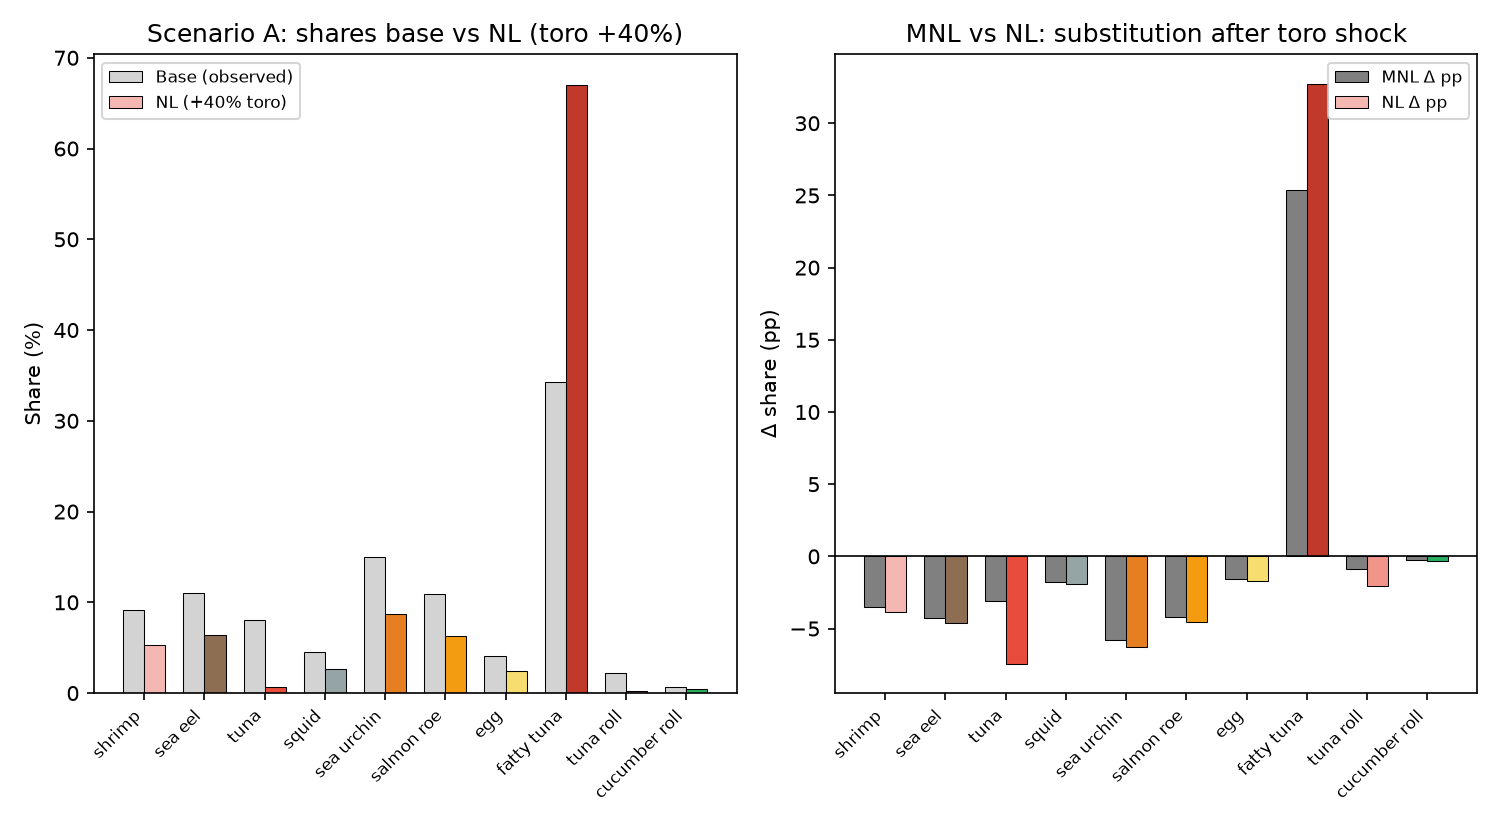 Scenario A: shares base vs NL (toro +40%)
Share (%)
70
60
50
40
30
20
10
0
Base (observed)
NL (+40% toro)
shrimp
sea eel
tuna
squid
sea urchin
salmon roe
egg
fatty tuna
tuna roll
cucumber roll
MNL vs NL: substitution after toro shock
Δ share (pp)
30
25
20
15
10
5
0
−5
MNL Δ pp
NL Δ pp
shrimp
sea eel
tuna
squid
sea urchin
salmon roe
egg
fatty tuna
tuna roll
cucumber roll